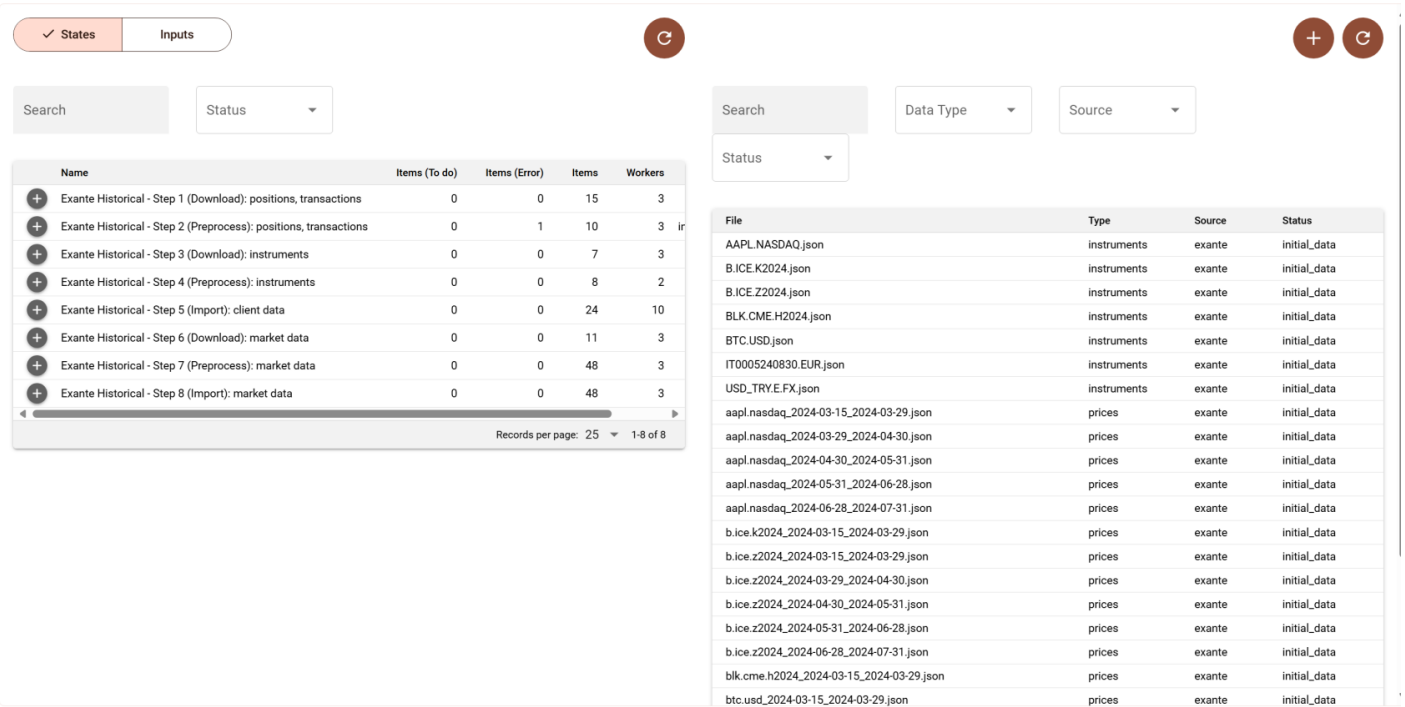 States Inputs
Search Status
Name Items (To do) Items (Error) Items Workers
Exante Historical - Step 1 (Download): positions, transactions 0 0 15 3
Exante Historical - Step 2 (Preprocess): positions, transactions 0 1 10 3
Exante Historical - Step 3 (Download): instruments 0 0 7 3
Exante Historical - Step 4 (Preprocess): instruments 0 0 8 2
Exante Historical - Step 5 (Import): client data 0 0 24 10
Exante Historical - Step 6 (Download): market data 0 0 11 3
Exante Historical - Step 7 (Preprocess): market data 0 0 48 3
Exante Historical - Step 8 (Import): market data 0 0 48 3
Records per page: 25 1-8 of 8
Search Data Type Source
Status
File Type Source Status
AAPL.NASDAQ.json instruments exante initial_data
B.ICE.K2024.json instruments exante initial_data
B.ICE.Z2024.json instruments exante initial_data
BLK.CME.H2024.json instruments exante initial_data
BTC.USD.json instruments exante initial_data
IT0005240830.EUR.json instruments exante initial_data
USD_TRY.E.FX.json instruments exante initial_data
aapl.nasdaq_2024-03-15_2024-03-29.json prices exante initial_data
aapl.nasdaq_2024-03-29_2024-04-30.json prices exante initial_data
aapl.nasdaq_2024-04-30_2024-05-31.json prices exante initial_data
aapl.nasdaq_2024-05-31_2024-06-28.json prices exante initial_data
aapl.nasdaq_2024-06-28_2024-07-31.json prices exante initial_data
b.ice.k2024_2024-03-15_2024-03-29.json prices exante initial_data
b.ice.z2024_2024-03-15_2024-03-29.json prices exante initial_data
b.ice.z2024_2024-03-29_2024-04-30.json prices exante initial_data
b.ice.z2024_2024-04-30_2024-05-31.json prices exante initial_data
b.ice.z2024_2024-05-31_2024-06-28.json prices exante initial_data
b.ice.z2024_2024-06-28_2024-07-31.json prices exante initial_data
blk.cme.h2024_2024-03-15_2024-03-29.json prices exante initial_data
btc.usd_2024-03-15_2024-03-29.json prices exante initial_data